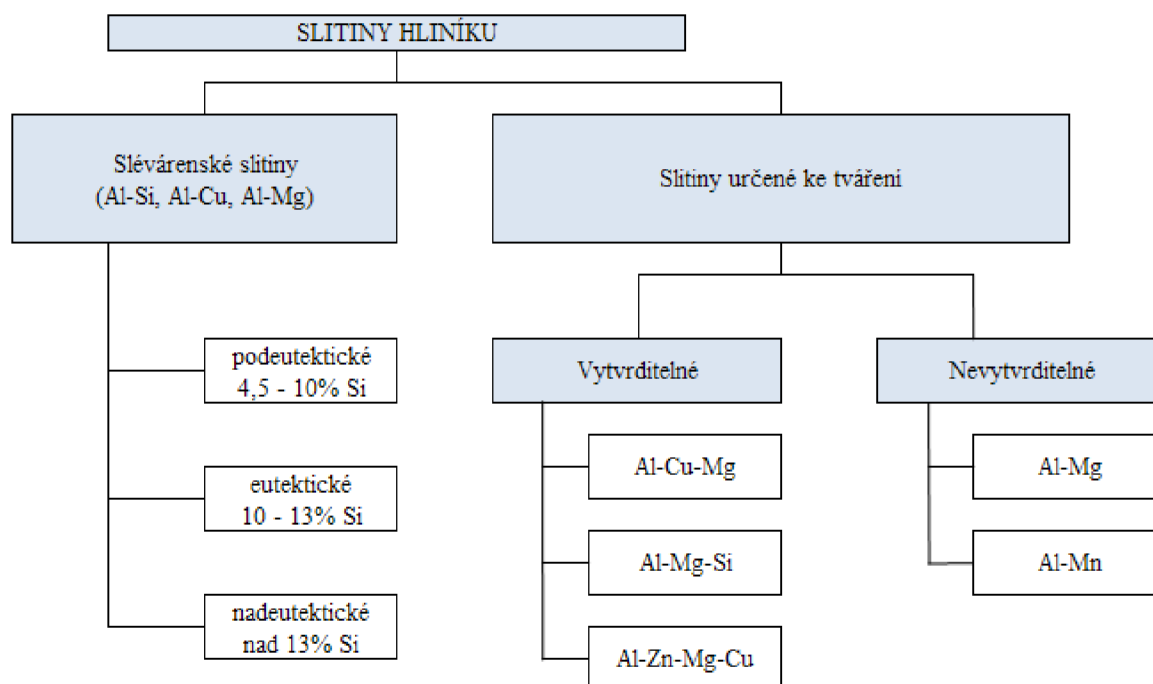 SLITINY HLINÍKU
Slévárenské slitiny
(Al-Si, Al-Cu, Al-Mg)
podeutektické
4,5 - 10% Si
eutektické
10 - 13% Si
nadeutektické
nad 13% Si
Slitiny určené ke tváření
Vytvrditelné
Al-Cu-Mg
Al-Mg-Si
Al-Zn-Mg-Cu
Nevytvrditelné
Al-Mg
Al-Mn